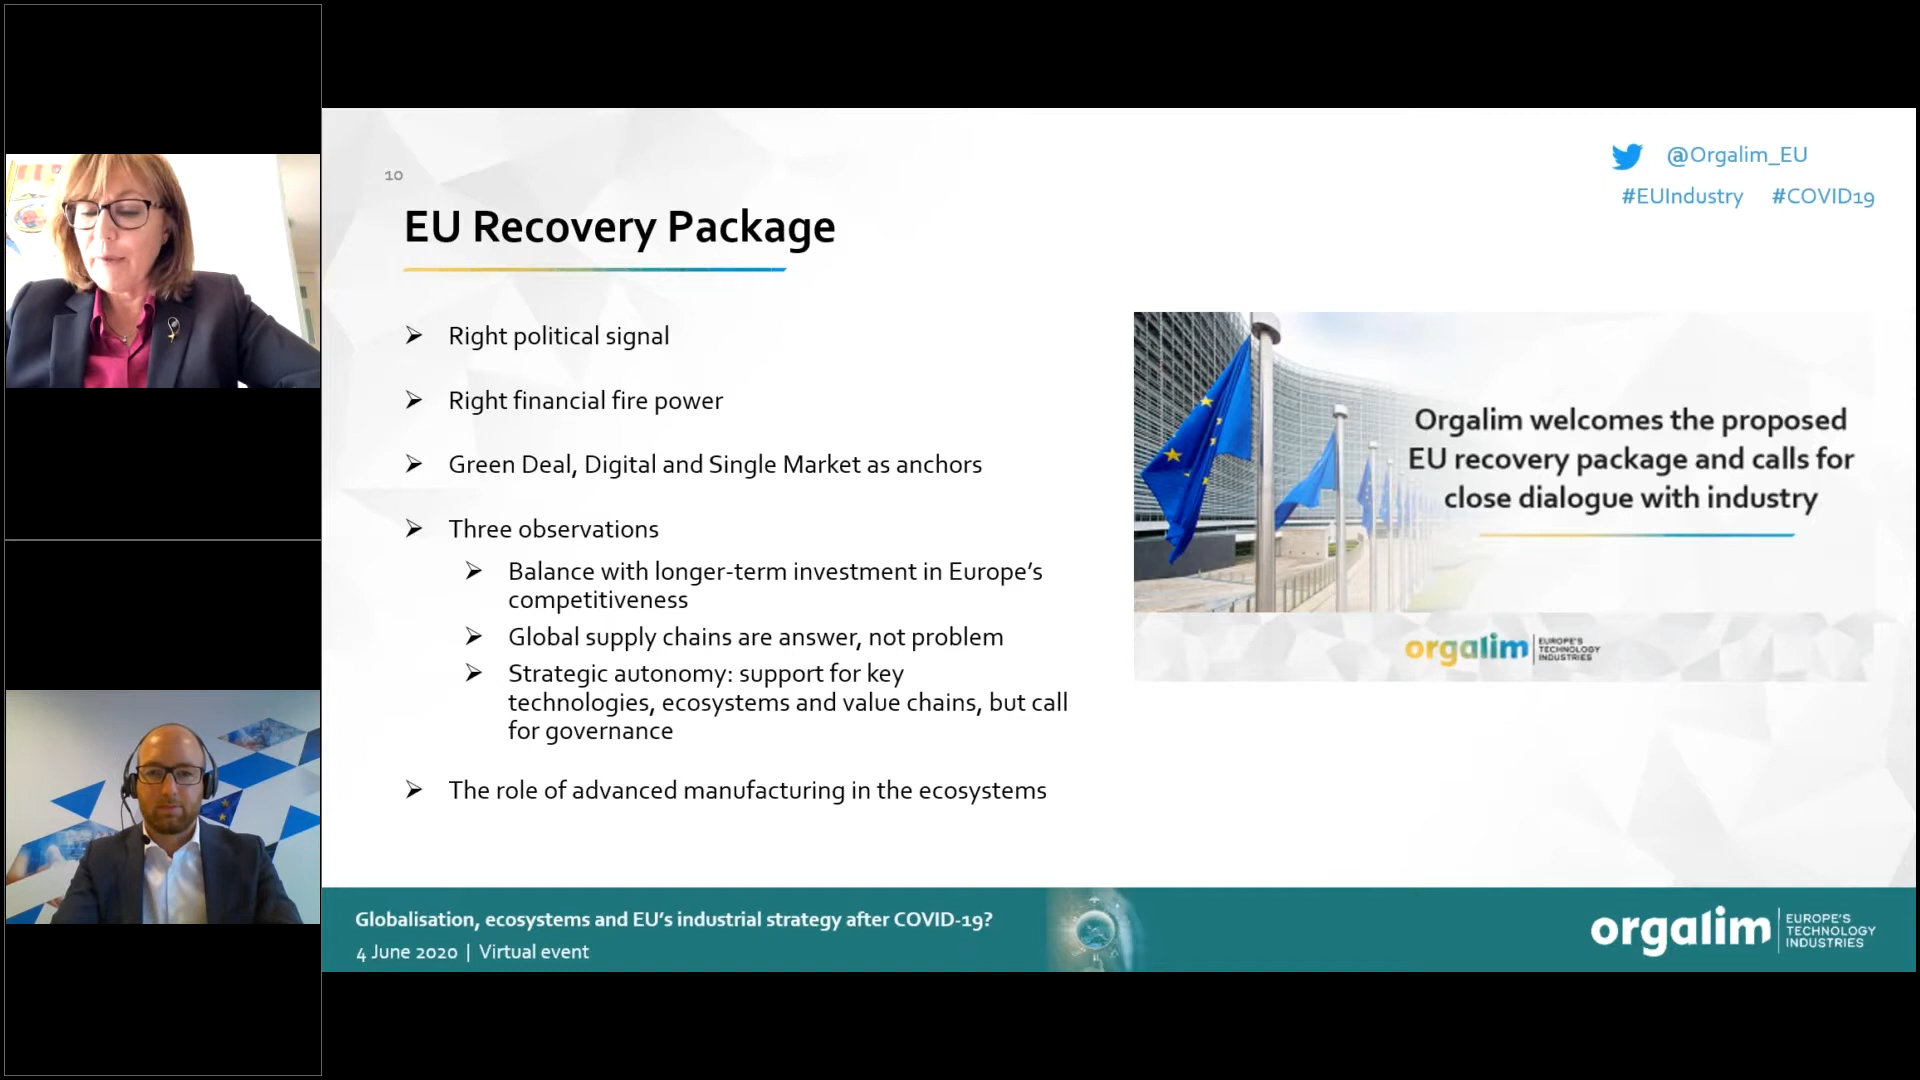 10
EU Recovery Package
@Orgalim_EU
#EUIndustry #COVID19
Right political signal
Right financial fire power
Green Deal, Digital and Single Market as anchors
Three observations
Balance with longer-term investment in Europe's
competitiveness
Global supply chains are answer, not problem
Strategic autonomy: support for key
technologies, ecosystems and value chains, but call
for governance
The role of advanced manufacturing in the ecosystems
Orgalim welcomes the proposed
EU recovery package and calls for
close dialogue with industry
orgalim
EUROPE'S
TECHNOLOGY
INDUSTRIES
Globalisation, ecosystems and EU's industrial strategy after COVID-19?
4 June 2020 | Virtual event
orgalim
EUROPE'S
TECHNOLOGY
INDUSTRIES